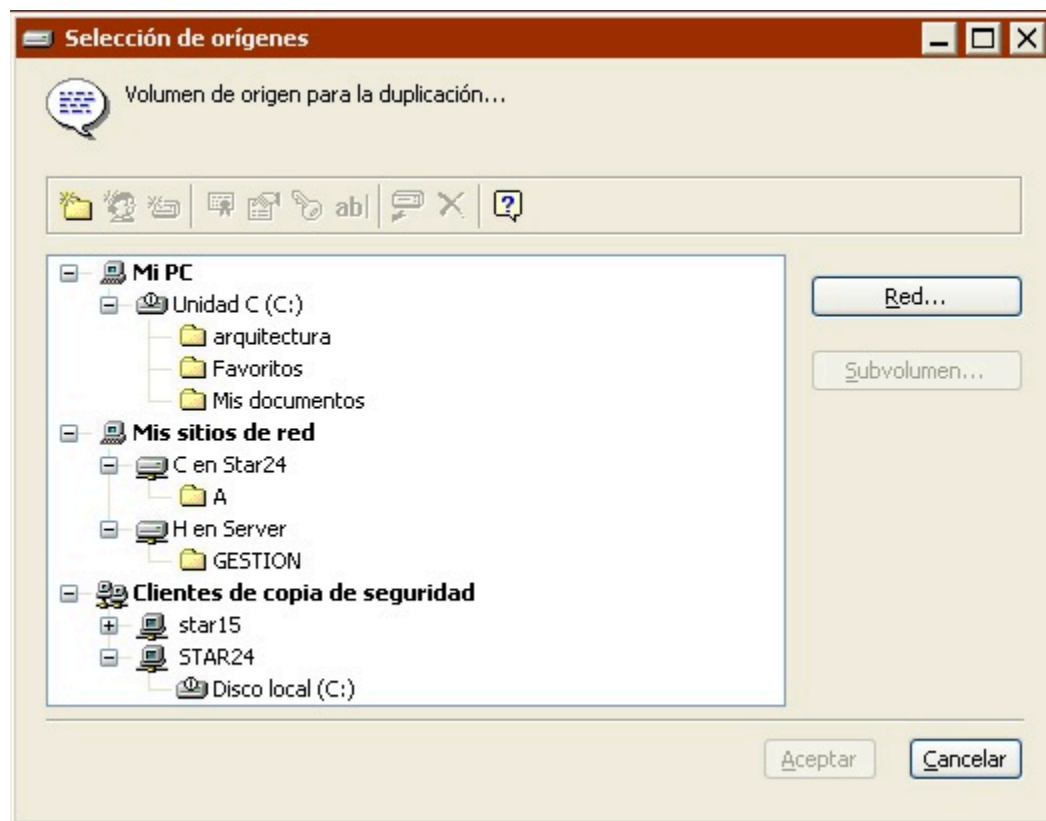 Selección de orígenes
Volumen de origen para la duplicación...
ab|
Mi PC
Unidad C (C:)
arquitectura
Favoritos
Mis documentos
Mis sitios de red
C en Star24
A
H en Server
GESTION
Clientes de copia de seguridad
star15
STAR24
Disco local (C:)
Red...
Subvolumen...
Aceptar
Cancelar